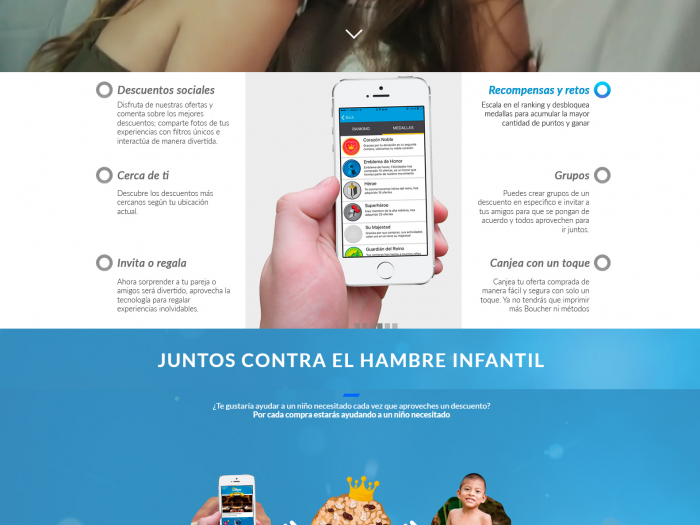 Descuentos sociales
Disfruta de nuestras ofertas y
comenta sobre los mejores
descuentos; comparte fotos de tus
experiencias con filtros únicos e
interactúa de manera divertida.
Cerca de ti
Descubre los descuentos más
cercanos según tu ubicación
actual.
Invita o regala
Ahora sorprender a tu pareja o
amigos será divertido, aprovecha la
tecnología para regalar
experiencias inolvidables.
Back
RANKING MEDALLAS
Corazón Noble
Emblema de Honor
Héroe
Superhéroe
Su Majestad
Guardián del Reino
Recompensas y retos
Escala en el ranking y desbloquea
medallas para acumular la mayor
cantidad de puntos y ganar
Grupos
Puedes crear grupos de un
descuento en especifico e invitar a
tus amigos para que se pongan de
acuerdo y todos aprovechen para
ir juntos.
Canjea con un toque
Canjea tu oferta comprada de
manera fácil y segura con solo un
toque. Ya no tendrás que imprimir
más Boucher ni métodos
JUNTOS CONTRA EL HAMBRE INFANTIL
¿Te gustaría ayudar a un niño necesitado cada vez que aproveches un descuento?
Por cada compra estarás ayudando a un niño necesitado